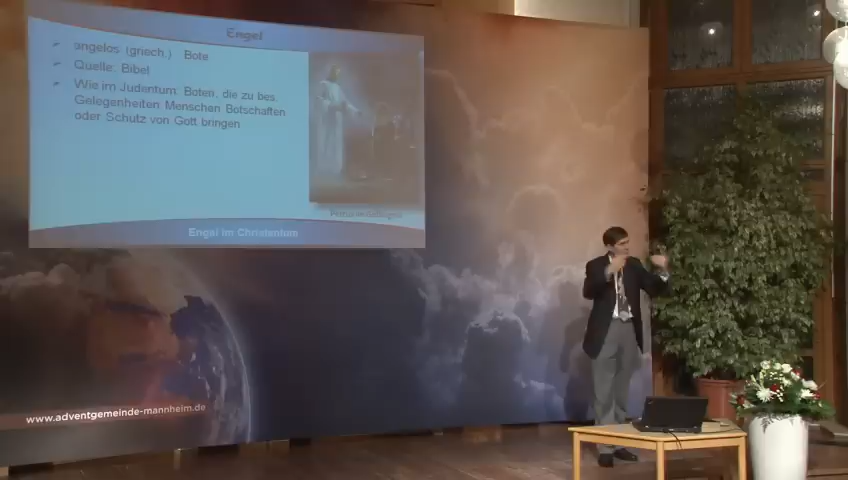 Engel
angelos (griech.) Bote
Quelle: Bibel
Wie im Judentum: Boten, die zu bes.
Gelegenheiten Menschen Botschaften
oder Schutz von Gott bringen
Engel im Christentum
www.adventgemeinde-mannheim.de